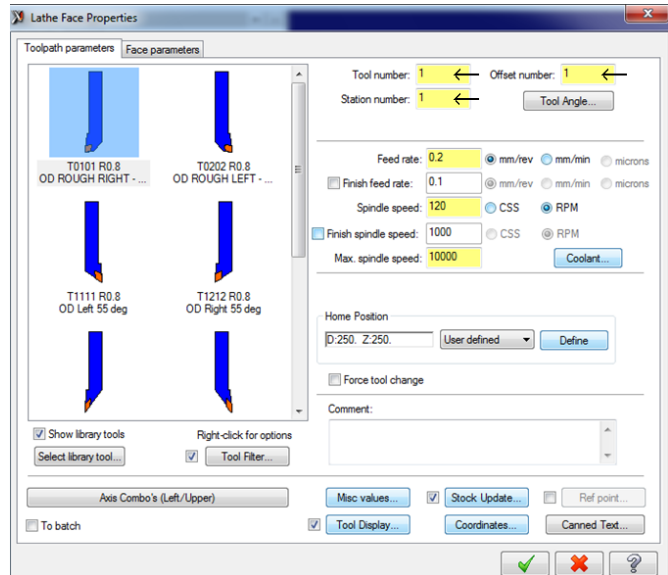 Lathe Face Properties
Toolpath parameters Face parameters
T0101 R0.8
OD ROUGH RIGHT - ...
T0202 R0.8
OD ROUGH LEFT - ...
T1111 R0.8
OD Left 55 deg
T1212 R0.8
OD Right 55 deg
Show library tools
Right-click for options
Select library tool...
Tool Filter...
Axis Combo's (Left/Upper)
To batch
Tool number: 1 Offset number: 1
Station number: 1 Tool Angle...
Feed rate: 0.2 mm/rev mm/min microns
Finish feed rate: 0.1 mm/rev mm/min microns
Spindle speed: 120 CSS RPM
Finish spindle speed: 1000 CSS RPM
Max. spindle speed: 10000 Coolant...
Home Position
D:250. Z:250. User defined Define
Force tool change
Comment:
Misc values... Stock Update... Ref point...
Tool Display... Coordinates... Canned Text...